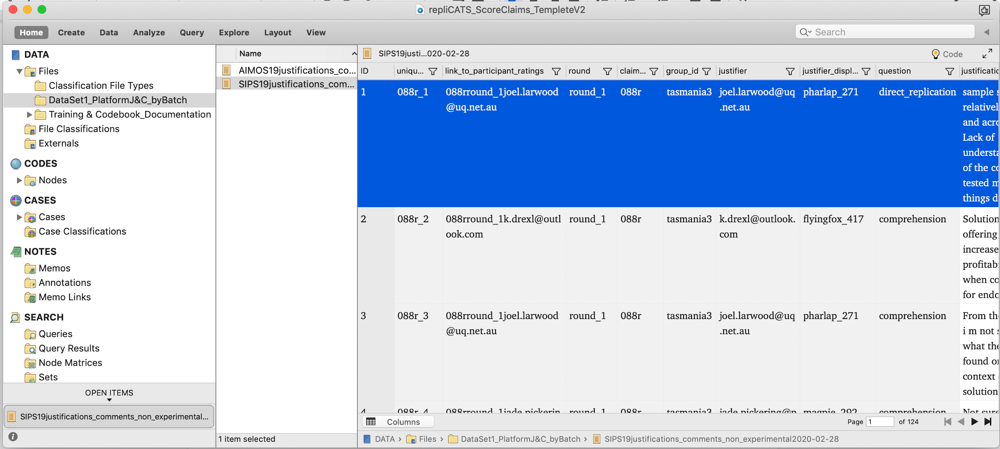 repliCATS_ScoreClaims_TempleteV2
Home Create Data Analyze Query Explore Layout View
Search
DATA
Files
Classification File Types
DataSet1_PlatformJ&C_byBatch
Training & Codebook_Documentation
File Classifications
Externals
CODES
Nodes
CASES
Cases
Case Classifications
NOTES
Memos
Annotations
Memo Links
SEARCH
Queries
Query Results
Node Matrices
Sets
OPEN ITEMS
SIPS19justifications_comments_non_experimental...
Name
AIMOS19justifications_co...
SIPS19justifications_com...
1 item selected
SIPS19justi...020-02-28
Code
ID uniqu... link_to_participant_ratings round claim... group_id justifier justifier_displ... question justificatio
1 088r_1 088rround_1joel.larwood round_1 088r tasmania3 joel.larwood@uq pharlap_271 direct_replication sample s
@uq.net.au .net.au relativel
and acro
Lack of
understa
of the co
tested m
things d
2 088r_2 088rround_1k.drexl@outl round_1 088r tasmania3 k.drexl@outlook. flyingfox_417 comprehension Solution
ook.com com offering
increase
profitabi
when co
for endo
3 088r_3 088rround_1joel.larwood round_1 088r tasmania3 joel.larwood@uq pharlap_271 comprehension From the
@uq.net.au .net.au i m not s
what the
found or
context
solution
4 088r_4 088rround_1jade.pickerin round_1 088r tasmania3 jade.pickering@p magpie_292 comprehension Not sure
Columns
Page 1 of 124
DATA › Files › DataSet1_PlatformJ&C_byBatch › SIPS19justifications_comments_non_experimental2020-02-28